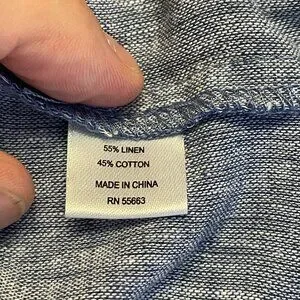 55% LINEN
45% COTTON
MADE IN CHINA
RN 55663